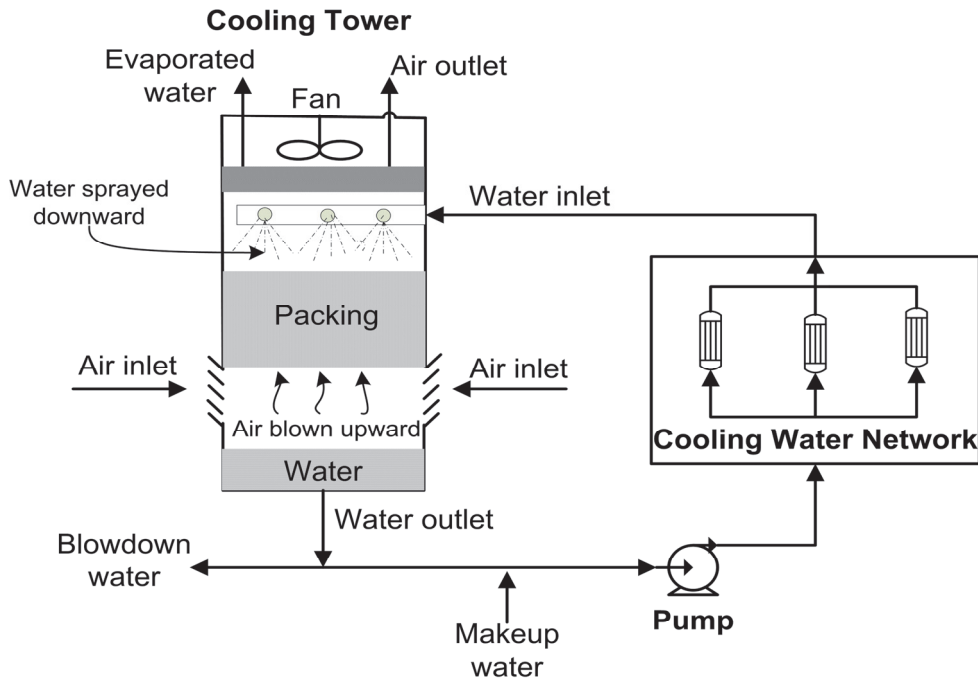 Cooling Tower
Evaporated
water
Air outlet
Fan
Water sprayed
downward
Water inlet
Packing
Air inlet
Air inlet
Air blown upward
Cooling Water Network
Water
Water outlet
Blowdown
water
Makeup
water
Pump